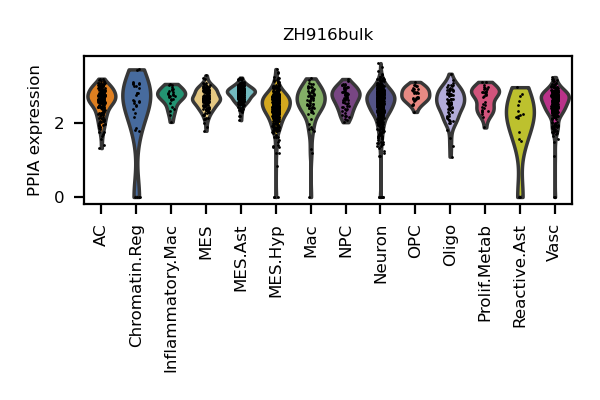 ZH916bulk
PPIA expression
2
0
AC
Chromatin.Reg
Inflammatory.Mac
MES
MES.Ast
MES.Hyp
Mac
NPC
Neuron
OPC
Oligo
Prolif.Metab
Reactive.Ast
Vasc